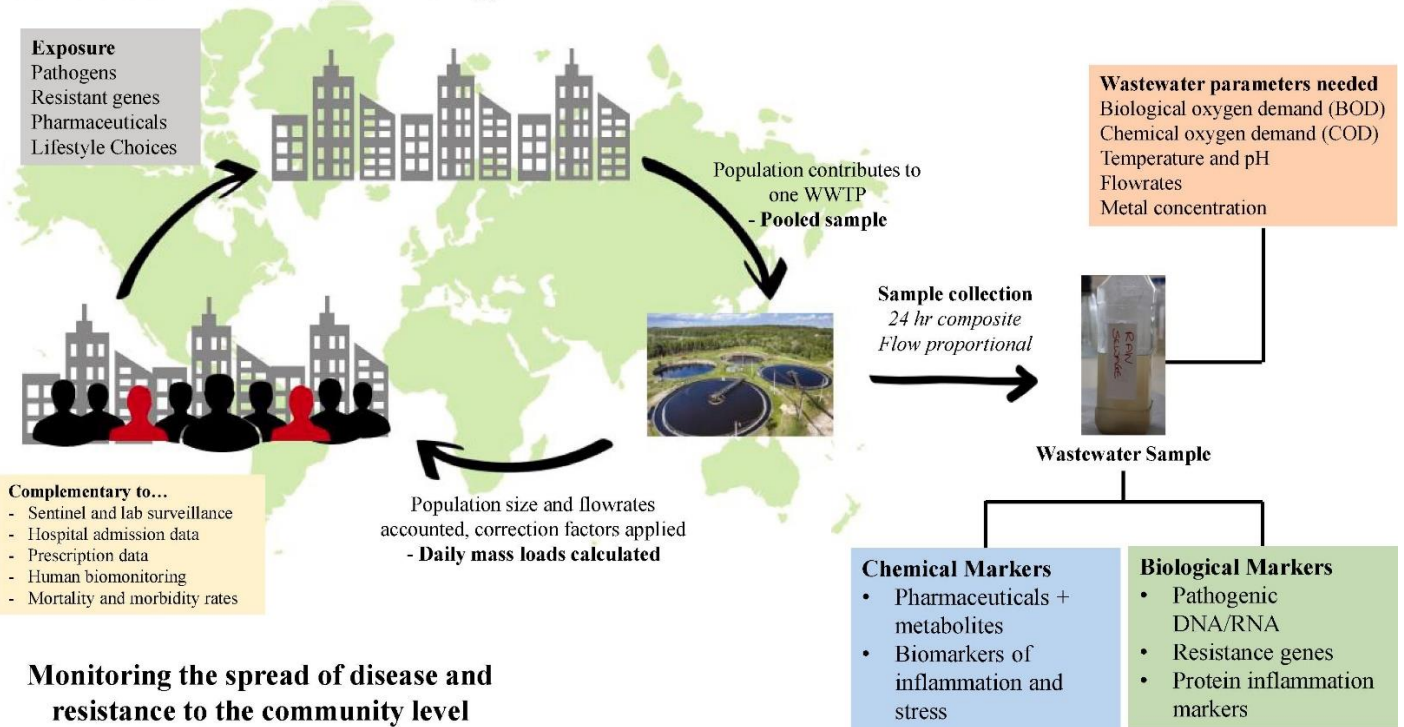 Exposure
Pathogens
Resistant genes
Pharmaceuticals
Lifestyle Choices
Population contributes to
one WWTP
- Pooled sample
Wastewater parameters needed
Biological oxygen demand (BOD)
Chemical oxygen demand (COD)
Temperature and pH
Flowrates
Metal concentration
Sample collection
24 hr composite
Flow proportional
RAW
SLUDGE
Wastewater Sample
Complementary to…
- Sentinel and lab surveillance
- Hospital admission data
- Prescription data
- Human biomonitoring
- Mortality and morbidity rates
Population size and flowrates
accounted, correction factors applied
- Daily mass loads calculated
Chemical Markers
• Pharmaceuticals +
metabolites
• Biomarkers of
inflammation and
stress
Biological Markers
• Pathogenic
DNA/RNA
• Resistance genes
• Protein inflammation
markers
Monitoring the spread of disease and
resistance to the community level